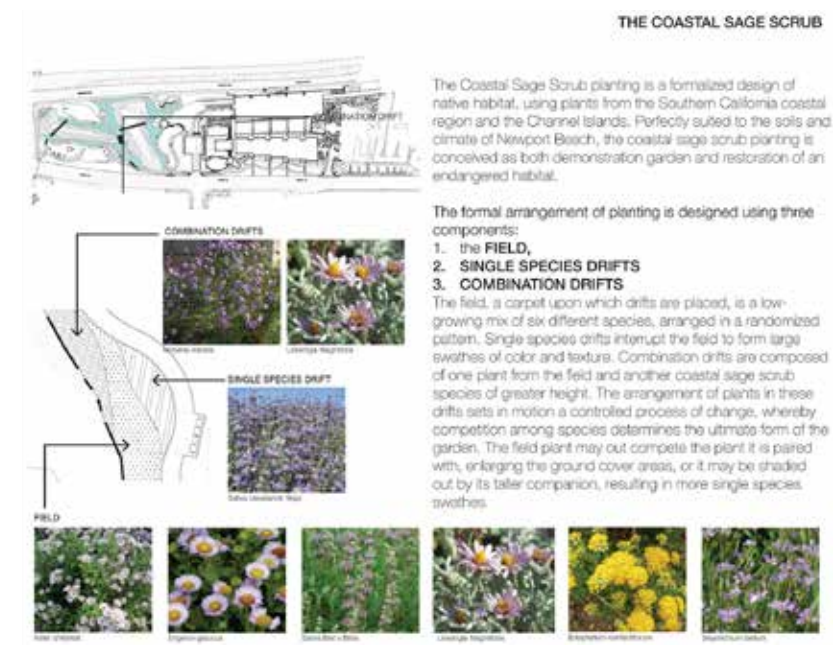 THE COASTAL SAGE SCRUB
The Coastal Sage Scrub planting is a formalized design of
native habitat, using plants from the Southern California coastal
region and the Channel Islands. Perfectly suited to the soils and
climate of Newport Beach, the coastal sage scrub planting is
conceived as both demonstration garden and restoration of an
endangered habitat.
The formal arrangement of planting is designed using three
components:
1. the FIELD,
2. SINGLE SPECIES DRIFTS
3. COMBINATION DRIFTS
The field, a carpet upon which drifts are placed, is a low-
growing mix of six different species, arranged in a randomized
pattern. Single species drifts interrupt the field to form large
swathes of color and texture. Combination drifts are composed
of one plant from the field and another coastal sage scrub
species of greater height. The arrangement of plants in these
drifts sets in motion a controlled process of change, whereby
competition among species determines the ultimate form of the
garden. The field plant may out compete the plant it is paired
with, enlarging the ground cover areas, or it may be shaded
out by its taller companion, resulting in more single species
swathes.
COMBINATION DRIFT
COMBINATION DRIFTS
SINGLE SPECIES DRIFT
FIELD
Erigeron glaucus